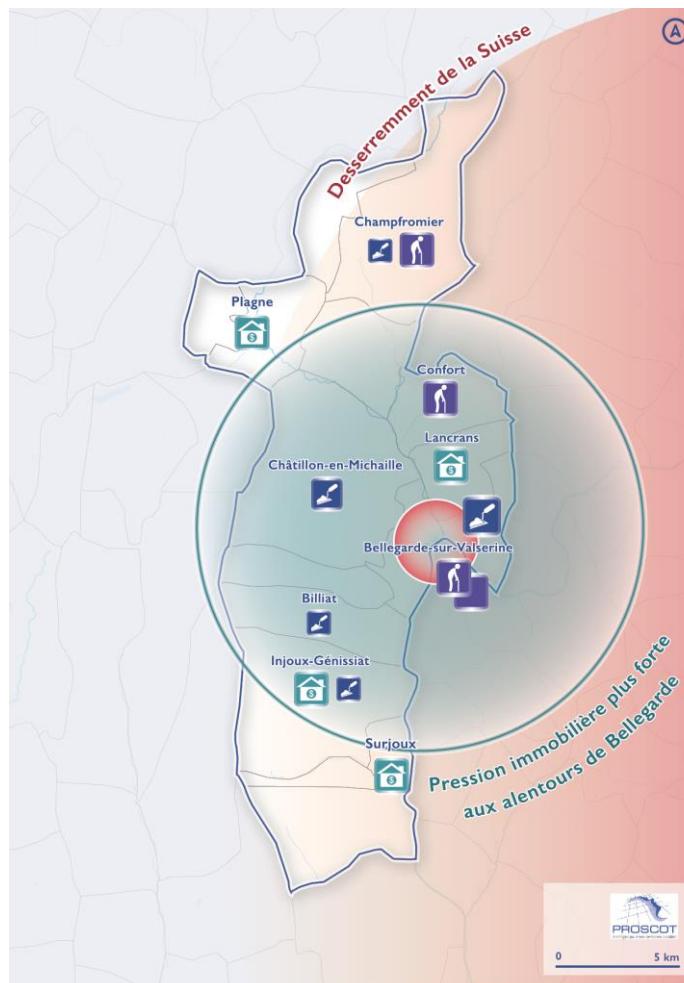 Desserremment de la Suisse
Champfromier
Plagne
Confort
Lancrans
Châtillon-en-Michaille
Bellegarde-sur-Valserine
Billiat
Injoux-Génissiat
Surjoux
Pression immobilière plus forte
aux alentours de Bellegarde
PROSCOT
0 5 km